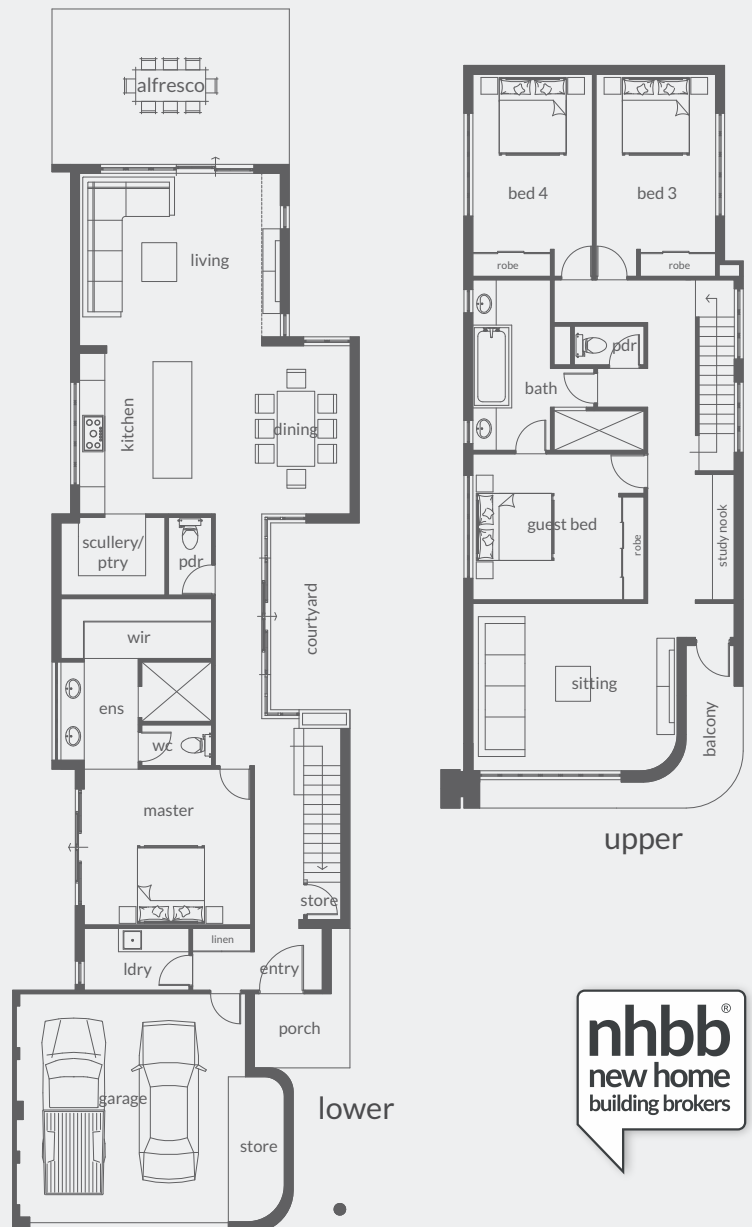 alfresco
living
kitchen
dining
scullery/
ptry
pdr
wir
courtyard
ens
wc
master
store
linen
ldry
entry
porch
garage
store
lower
bed 4
bed 3
robe
robe
pdr
bath
guest bed
robe
study nook
sitting
balcony
upper
nhbb®
new home
building brokers